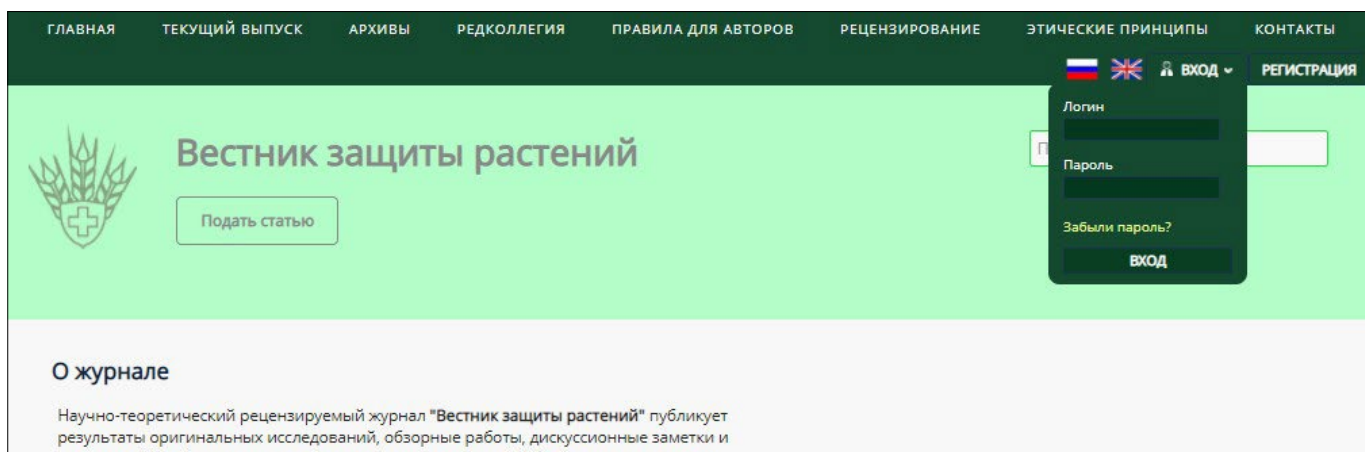 ГЛАВНАЯ ТЕКУЩИЙ ВЫПУСК АРХИВЫ РЕДКОЛЛЕГИЯ ПРАВИЛА ДЛЯ АВТОРОВ РЕЦЕНЗИРОВАНИЕ ЭТИЧЕСКИЕ ПРИНЦИПЫ КОНТАКТЫ
ВХОД РЕГИСТРАЦИЯ
Логин
Пароль
Забыли пароль?
ВХОД
Вестник защиты растений
Подать статью
О журнале
Научно-теоретический рецензируемый журнал "Вестник защиты растений" публикует
результаты оригинальных исследований, обзорные работы, дискуссионные заметки и